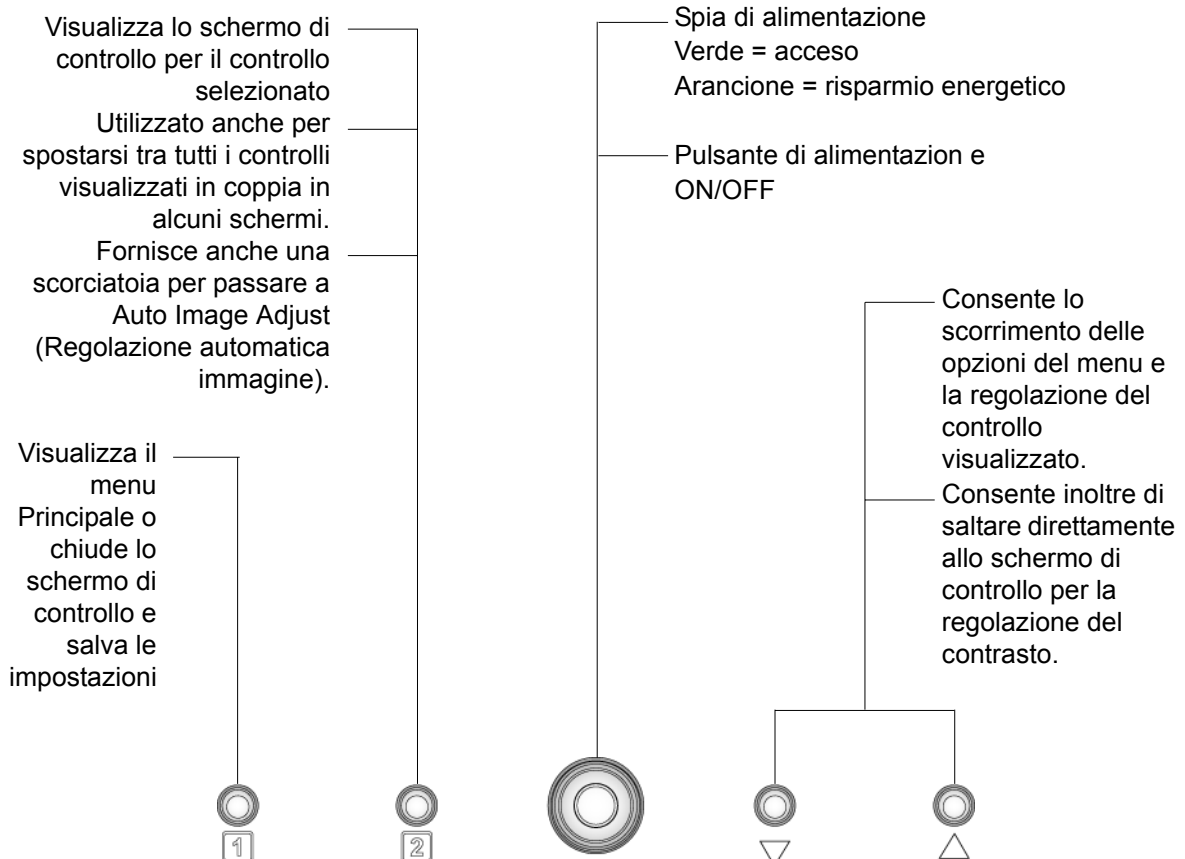 Visualizza lo schermo di
controllo per il controllo
selezionato
Utilizzato anche per
spostarsi tra tutti i controlli
visualizzati in coppia in
alcuni schermi.
Fornisce anche una
scorciatoia per passare a
Auto Image Adjust
(Regolazione automatica
immagine).
Visualizza il
menu
Principale o
chiude lo
schermo di
controllo e
salva le
impostazioni
Spia di alimentazione
Verde = acceso
Arancione = risparmio energetico
Pulsante di alimentazion e
ON/OFF
Consente lo
scorrimento delle
opzioni del menu e
la regolazione del
controllo
visualizzato.
Consente inoltre di
saltare direttamente
allo schermo di
controllo per la
regolazione del
contrasto.
1
2